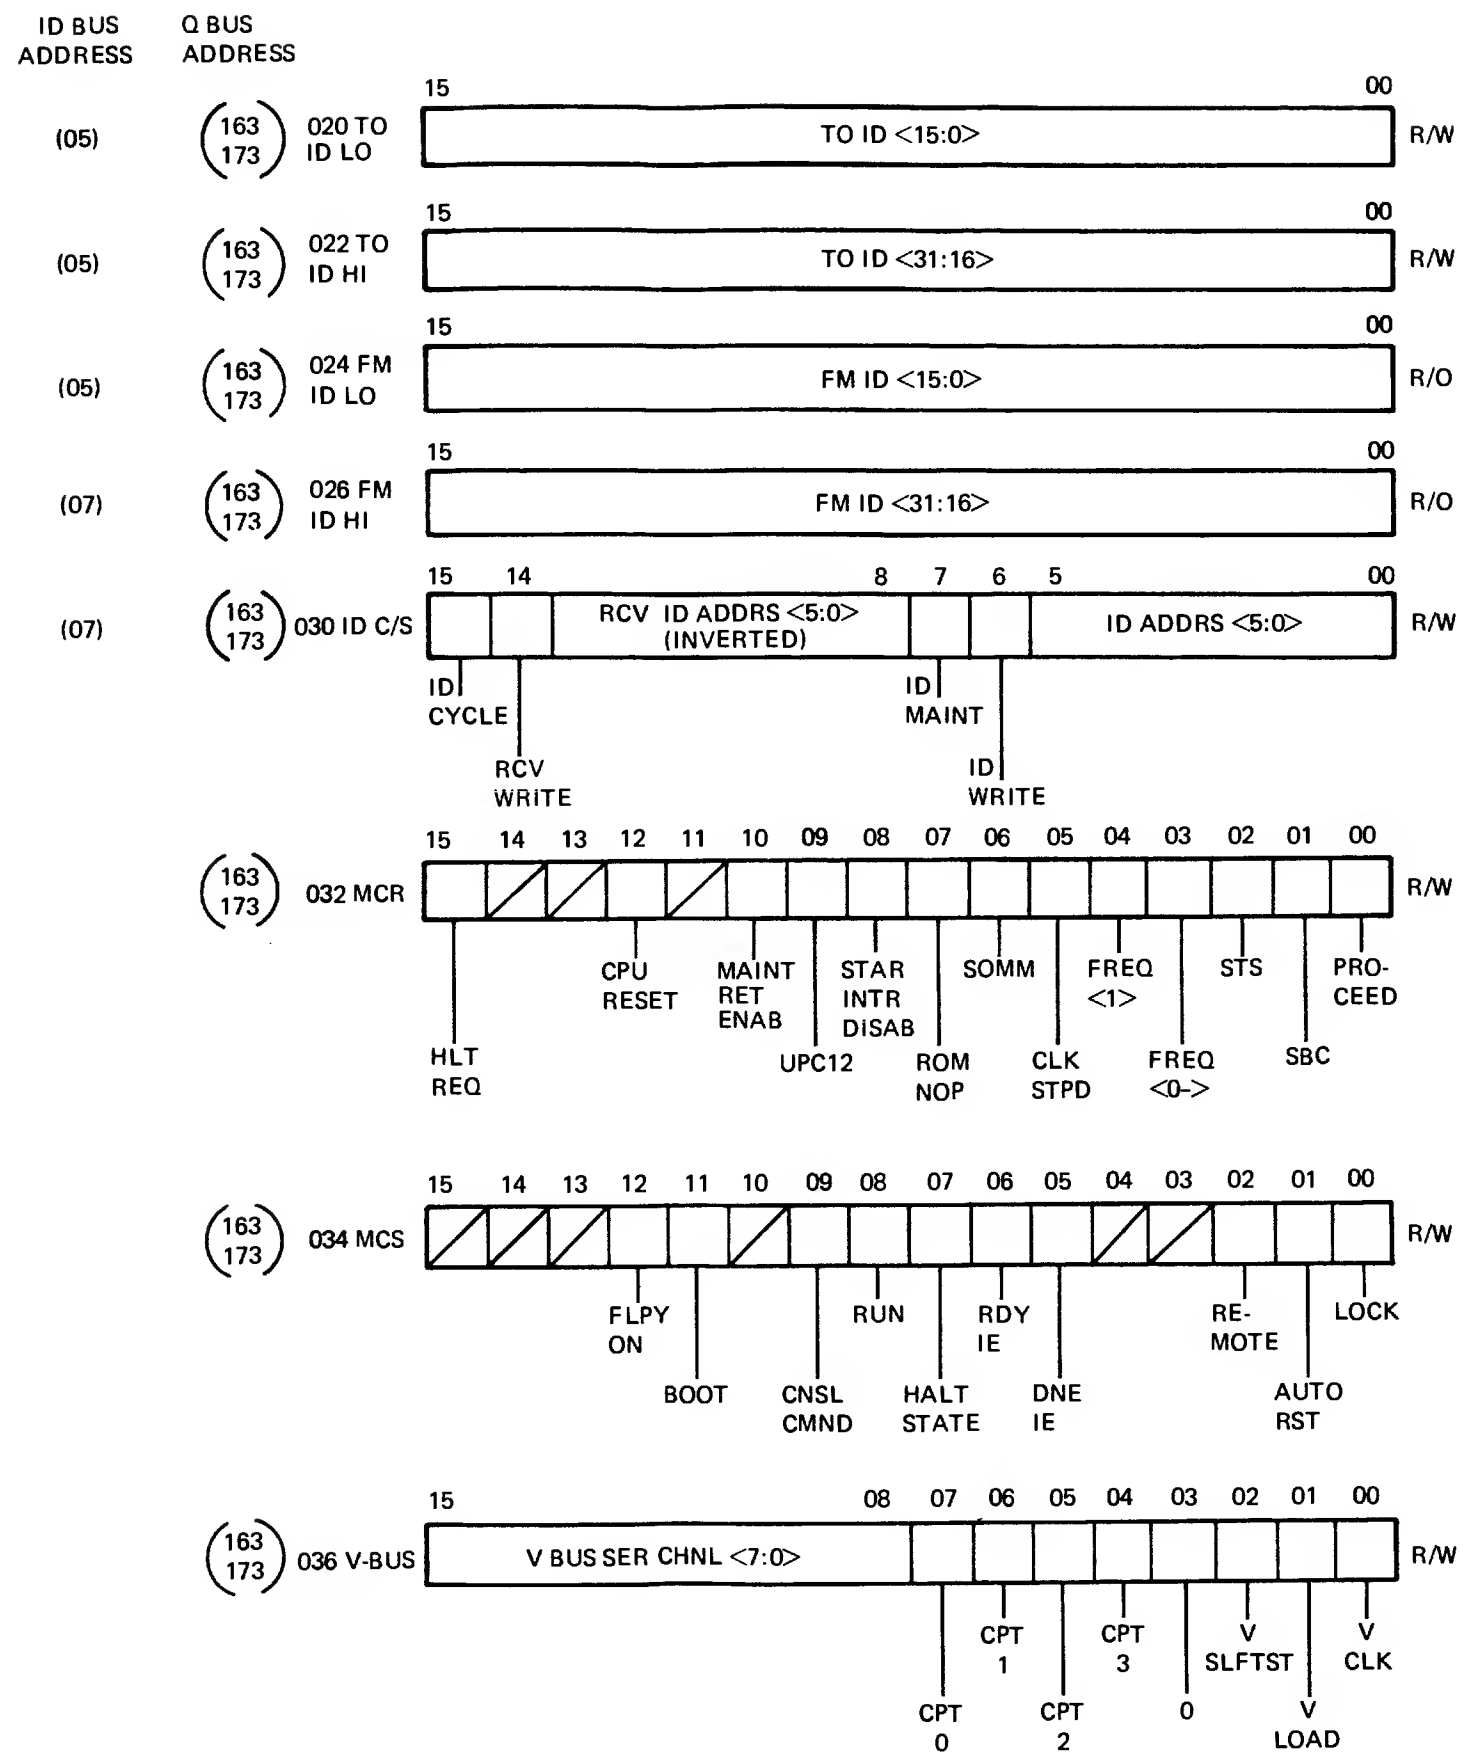 ID BUS Q BUS
ADDRESS ADDRESS
15 00
(05) 163 020 TO TO ID <15:0> R/W
173 ID LO
15 00
(05) 163 022 TO TO ID <31:16> R/W
173 ID HI
15 00
(05) 163 024 FM FM ID <15:0> R/O
173 ID LO
15 00
(07) 163 026 FM FM ID <31:16> R/O
173 ID HI
15 14 8 7 6 5 00
(07) 163 030 ID C/S RCV ID ADDRS <5:0> ID ADDRS <5:0> R/W
173 (INVERTED)
ID ID
CYCLE MAINT
RCV ID
WRITE WRITE
15 14 13 12 11 10 09 08 07 06 05 04 03 02 01 00
163 032 MCR R/W
173
CPU MAINT STAR SOMM FREQ STS PRO-
RESET RET INTR <1> CEED
ENAB DISAB
HLT UPC12 ROM CLK FREQ SBC
REQ NOP STPD <0->
15 14 13 12 11 10 09 08 07 06 05 04 03 02 01 00
163 034 MCS R/W
173
FLPY RUN RDY RE- LOCK
ON IE MOTE
BOOT CNSL HALT DNE AUTO
CMND STATE IE RST
15 08 07 06 05 04 03 02 01 00
163 036 V-BUS V BUS SER CHNL <7:0> R/W
173
CPT CPT V V
1 3 SLFTST CLK
CPT CPT 0 V
0 2 LOAD